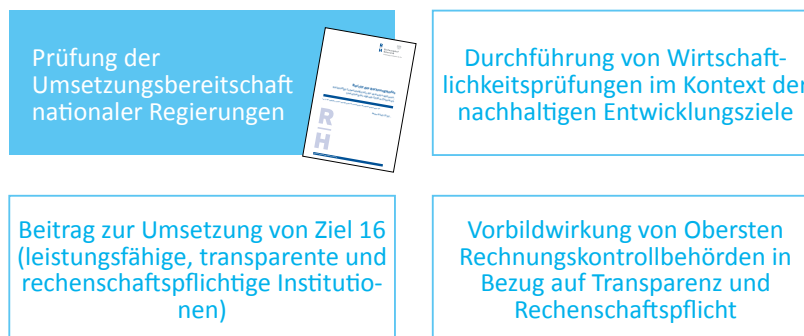 Prüfung der
Umsetzungsbereitschaft
nationaler Regierungen
R
H
Durchführung von Wirtschaft-
lichkeitsprüfungen im Kontext der
nachhaltigen Entwicklungsziele
Beitrag zur Umsetzung von Ziel 16
(leistungsfähige, transparente und
rechenschaftspflichtige Institutio-
nen)
Vorbildwirkung von Obersten
Rechnungskontrollbehörden in
Bezug auf Transparenz und
Rechenschaftspflicht